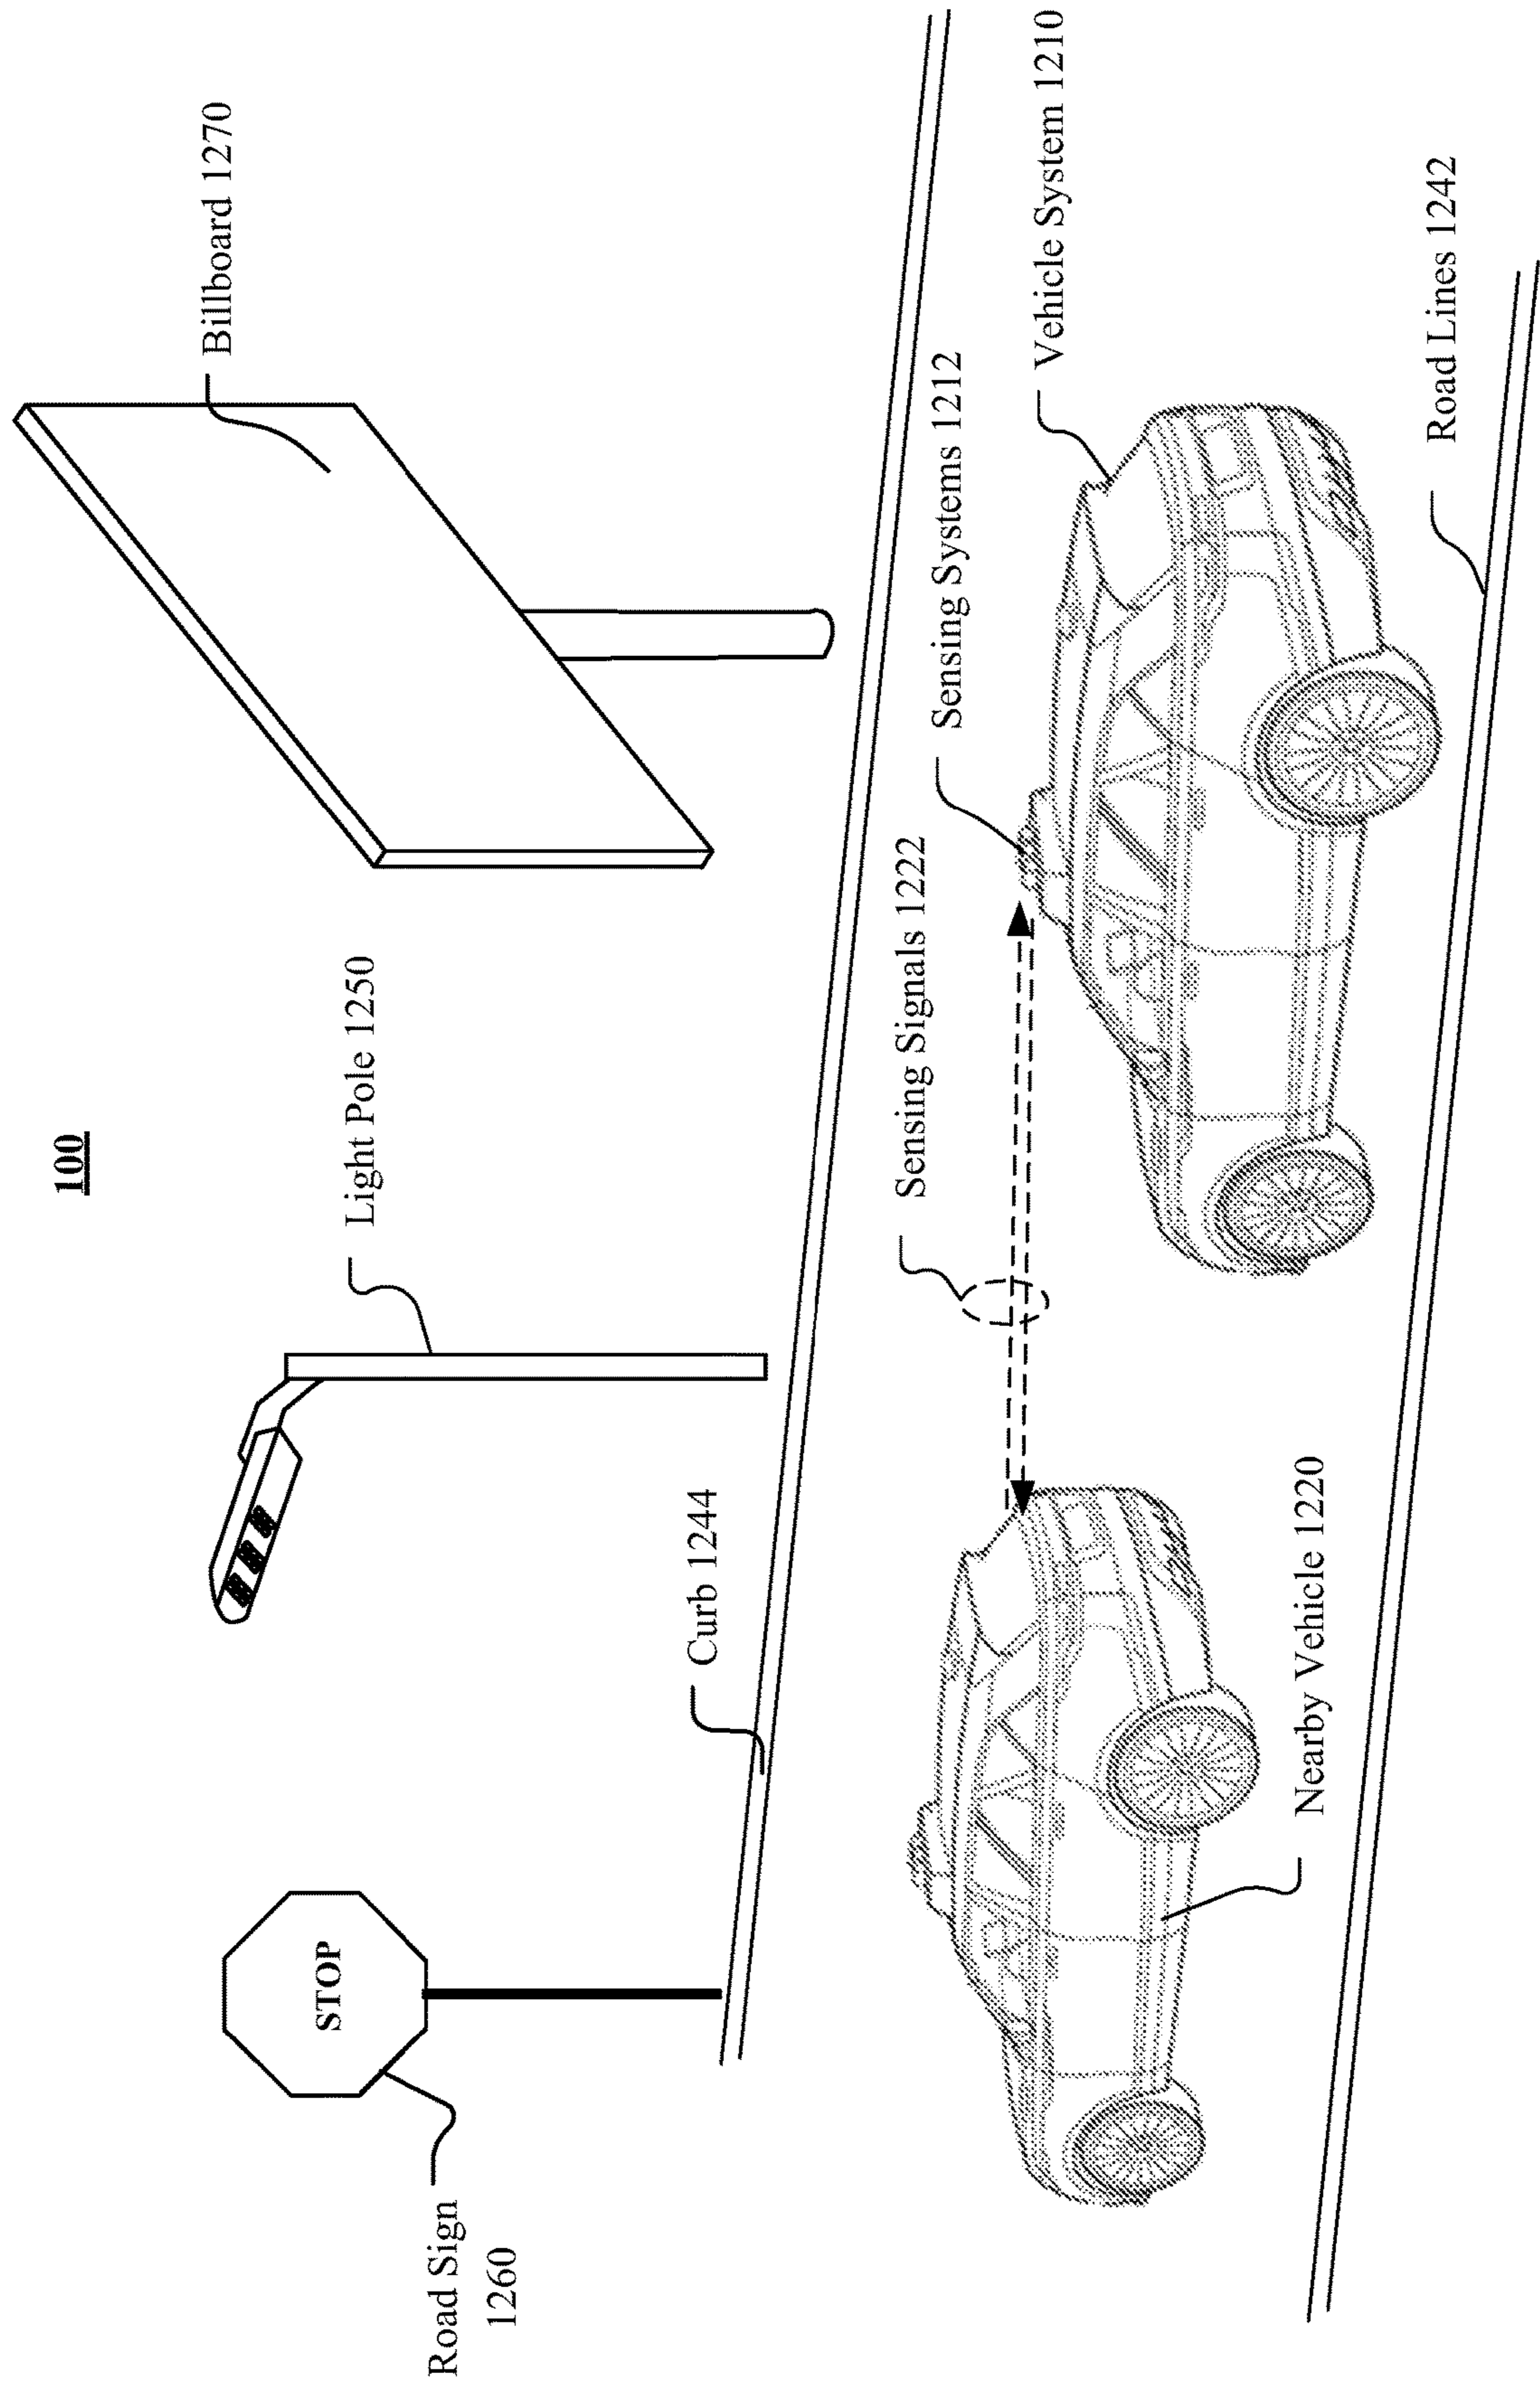 100
Billboard 1270
Light Pole 1250
STOP
Road Sign
1260
Curb 1244
Sensing Signals 1222
Sensing Systems 1212
Vehicle System 1210
Nearby Vehicle 1220
Road Lines 1242